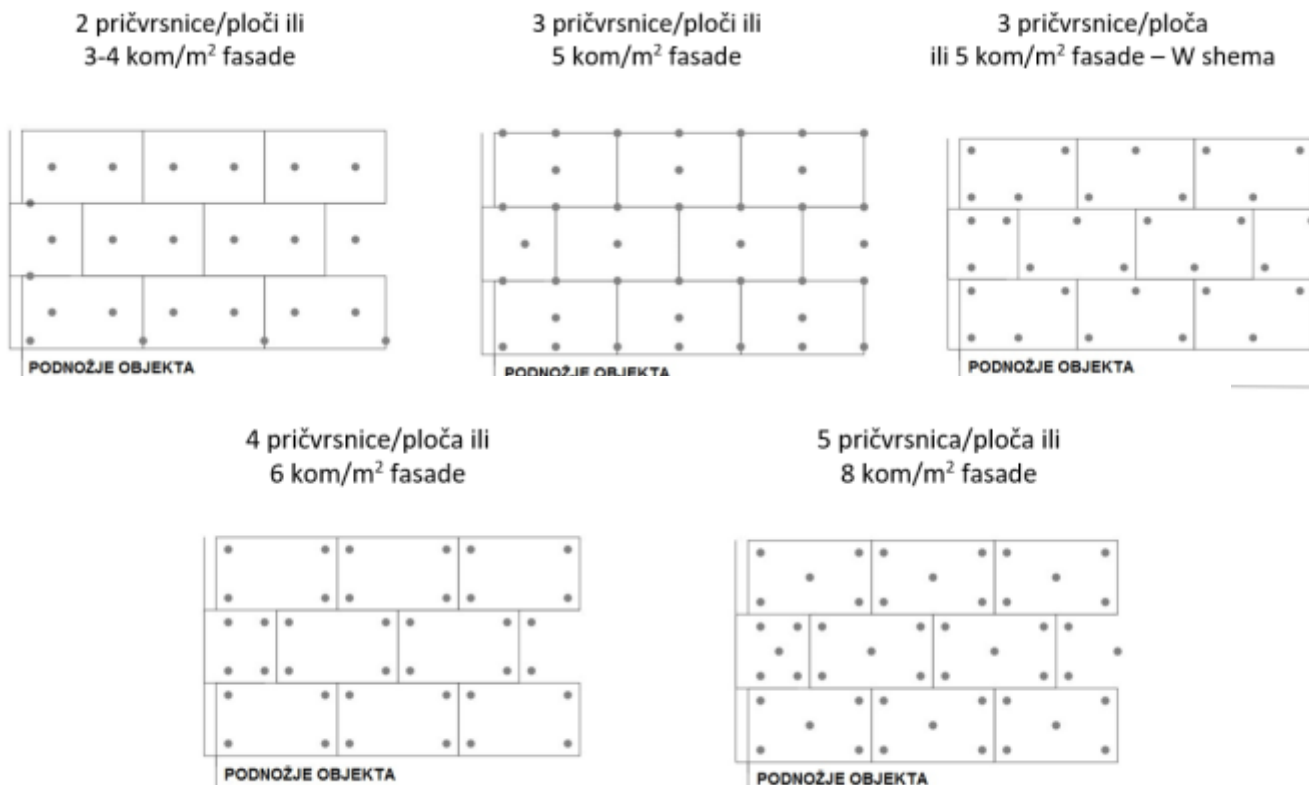 2 pričvrsnice/ploči ili
3-4 kom/m² fasade
3 pričvrsnice/ploči ili
5 kom/m² fasade
3 pričvrsnice/ploča
ili 5 kom/m² fasade – W shema
PODNOŽJE OBJEKTA
PODNOŽJE OBJEKTA
PODNOŽJE OBJEKTA
4 pričvrsnice/ploča ili
6 kom/m² fasade
5 pričvrsnica/ploča ili
8 kom/m² fasade
PODNOŽJE OBJEKTA
PODNOŽJE OBJEKTA